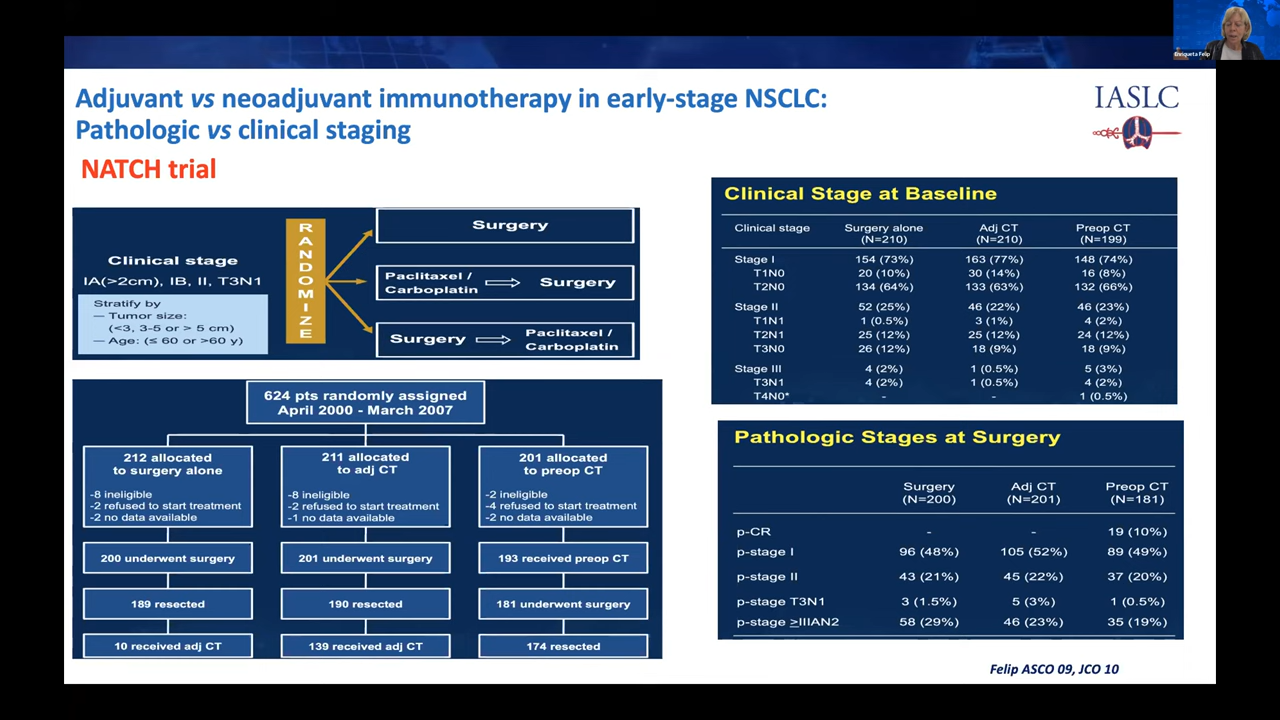 Enriqueta Felip
Adjuvant vs neoadjuvant immunotherapy in early-stage NSCLC:
Pathologic vs clinical staging
IASLC
NATCH trial
Clinical stage
IA(>2cm), IB, II, T3N1
Stratify by
— Tumor size:
(<3, 3-5 or > 5 cm)
— Age: (≤ 60 or >60 y)
RANDOMIZE
Surgery
Paclitaxel /
Carboplatin
Surgery
Surgery
Paclitaxel /
Carboplatin
624 pts randomly assigned
April 2000 - March 2007
212 allocated
to surgery alone
-8 ineligible
-2 refused to start treatment
-2 no data available
200 underwent surgery
189 resected
10 received adj CT
211 allocated
to adj CT
-8 ineligible
-2 refused to start treatment
-1 no data available
201 underwent surgery
190 resected
139 received adj CT
201 allocated
to preop CT
-2 ineligible
-4 refused to start treatment
-2 no data available
193 received preop CT
181 underwent surgery
174 resected
Clinical Stage at Baseline
Clinical stage Surgery alone Adj CT Preop CT
(N=210) (N=210) (N=199)
Stage I 154 (73%) 163 (77%) 148 (74%)
T1N0 20 (10%) 30 (14%) 16 (8%)
T2N0 134 (64%) 133 (63%) 132 (66%)
Stage II 52 (25%) 46 (22%) 46 (23%)
T1N1 1 (0.5%) 3 (1%) 4 (2%)
T2N1 25 (12%) 25 (12%) 24 (12%)
T3N0 26 (12%) 18 (9%) 18 (9%)
Stage III 4 (2%) 1 (0.5%) 5 (3%)
T3N1 4 (2%) 1 (0.5%) 4 (2%)
T4N0* - - 1 (0.5%)
Pathologic Stages at Surgery
Surgery Adj CT Preop CT
(N=200) (N=201) (N=181)
p-CR - - 19 (10%)
p-stage I 96 (48%) 105 (52%) 89 (49%)
p-stage II 43 (21%) 45 (22%) 37 (20%)
p-stage T3N1 3 (1.5%) 5 (3%) 1 (0.5%)
p-stage ≥IIIAN2 58 (29%) 46 (23%) 35 (19%)
Felip ASCO 09, JCO 10